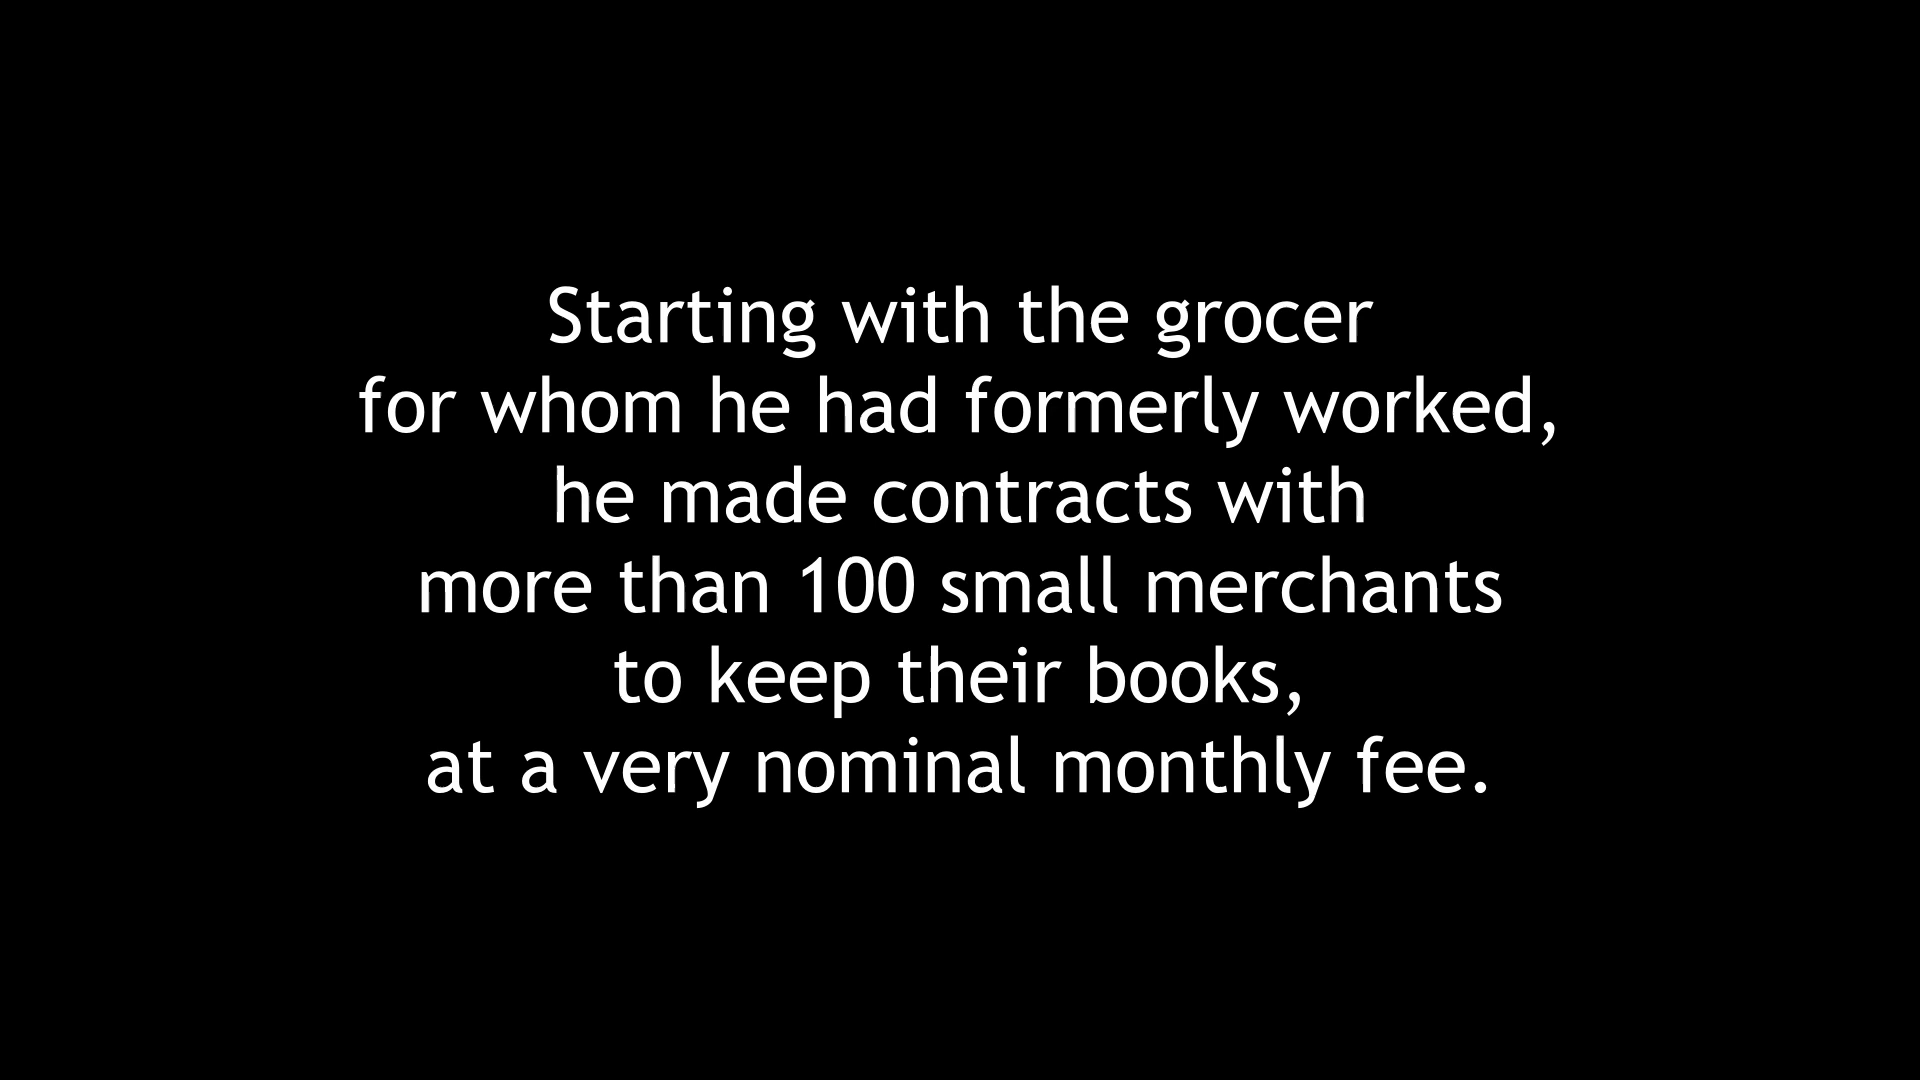 Starting with the grocer
for whom he had formerly worked,
he made contracts with
more than 100 small merchants
to keep their books,
at a very nominal monthly fee.